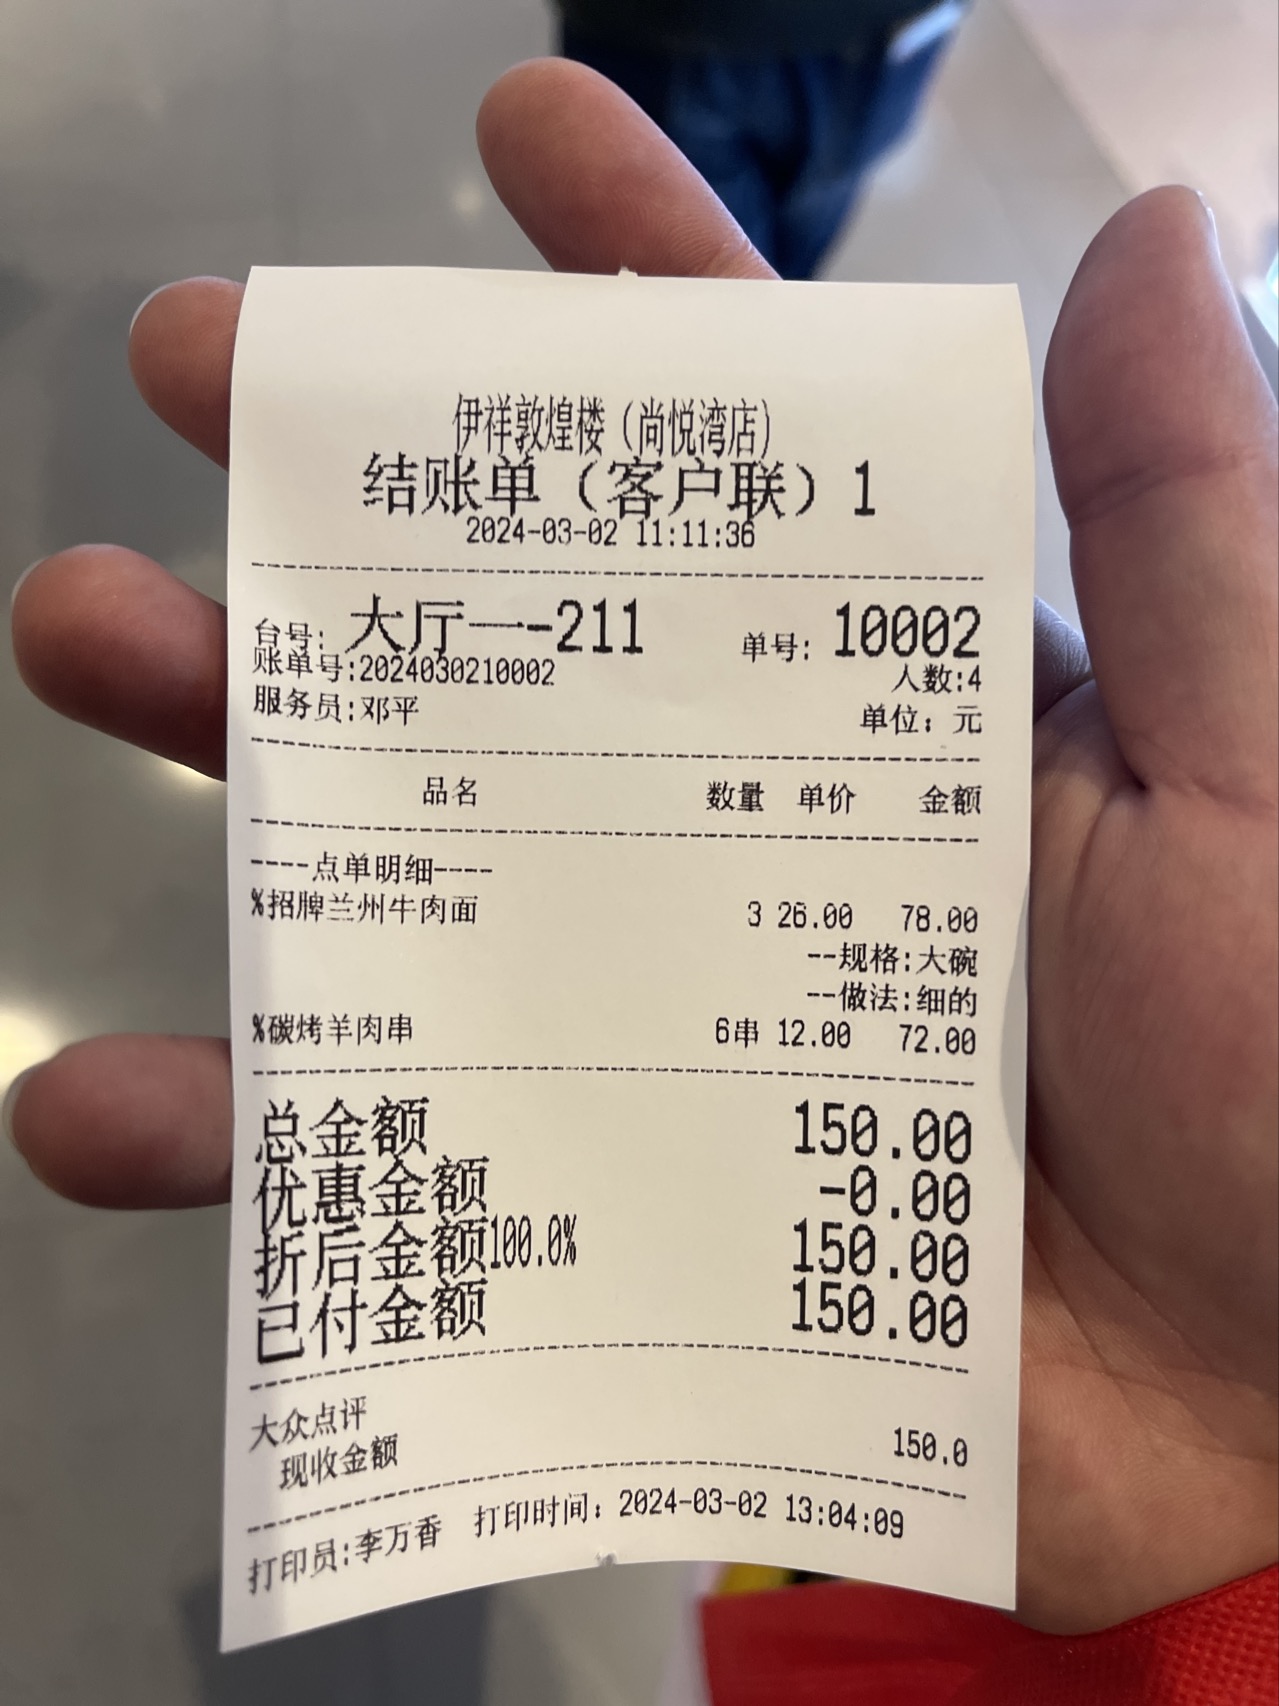 伊祥敦煌楼（尚悦湾店）
结账单（客户联）1
2024-03-02 11:11:36
台号: 大厅一-211 单号: 10002
账单号:2024030210002 人数:4
服务员:邓平 单位: 元
品名 数量 单价 金额
----点单明细----
%招牌兰州牛肉面 3 26.00 78.00
--规格:大碗
--做法:细的
%碳烤羊肉串 6串 12.00 72.00
总金额 150.00
优惠金额 -0.00
折后金额100.0% 150.00
已付金额 150.00
大众点评
现收金额 150.0
打印员:李万香 打印时间: 2024-03-02 13:04:09